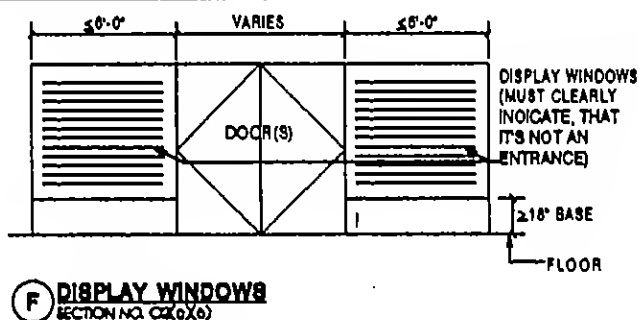 ≤6'-0" VARIES ≤6'-0"
DISPLAY WINDOWS
(MUST CLEARLY
INDICATE, THAT
IT'S NOT AN
ENTRANCE)
DOOR(S)
≥18" BASE
FLOOR
F DISPLAY WINDOWS
SECTION NO.